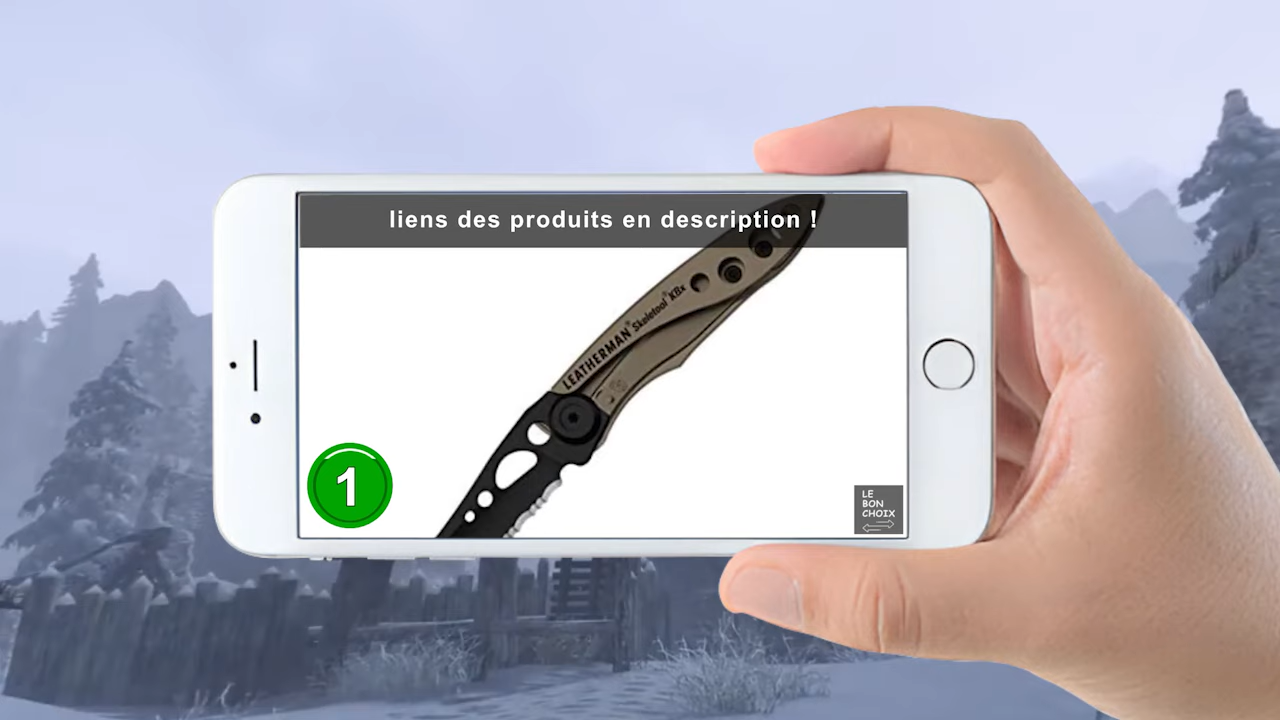 liens des produits en description !
LEATHERMAN® Skeletool® KBx
1
LE
BON
CHOIX